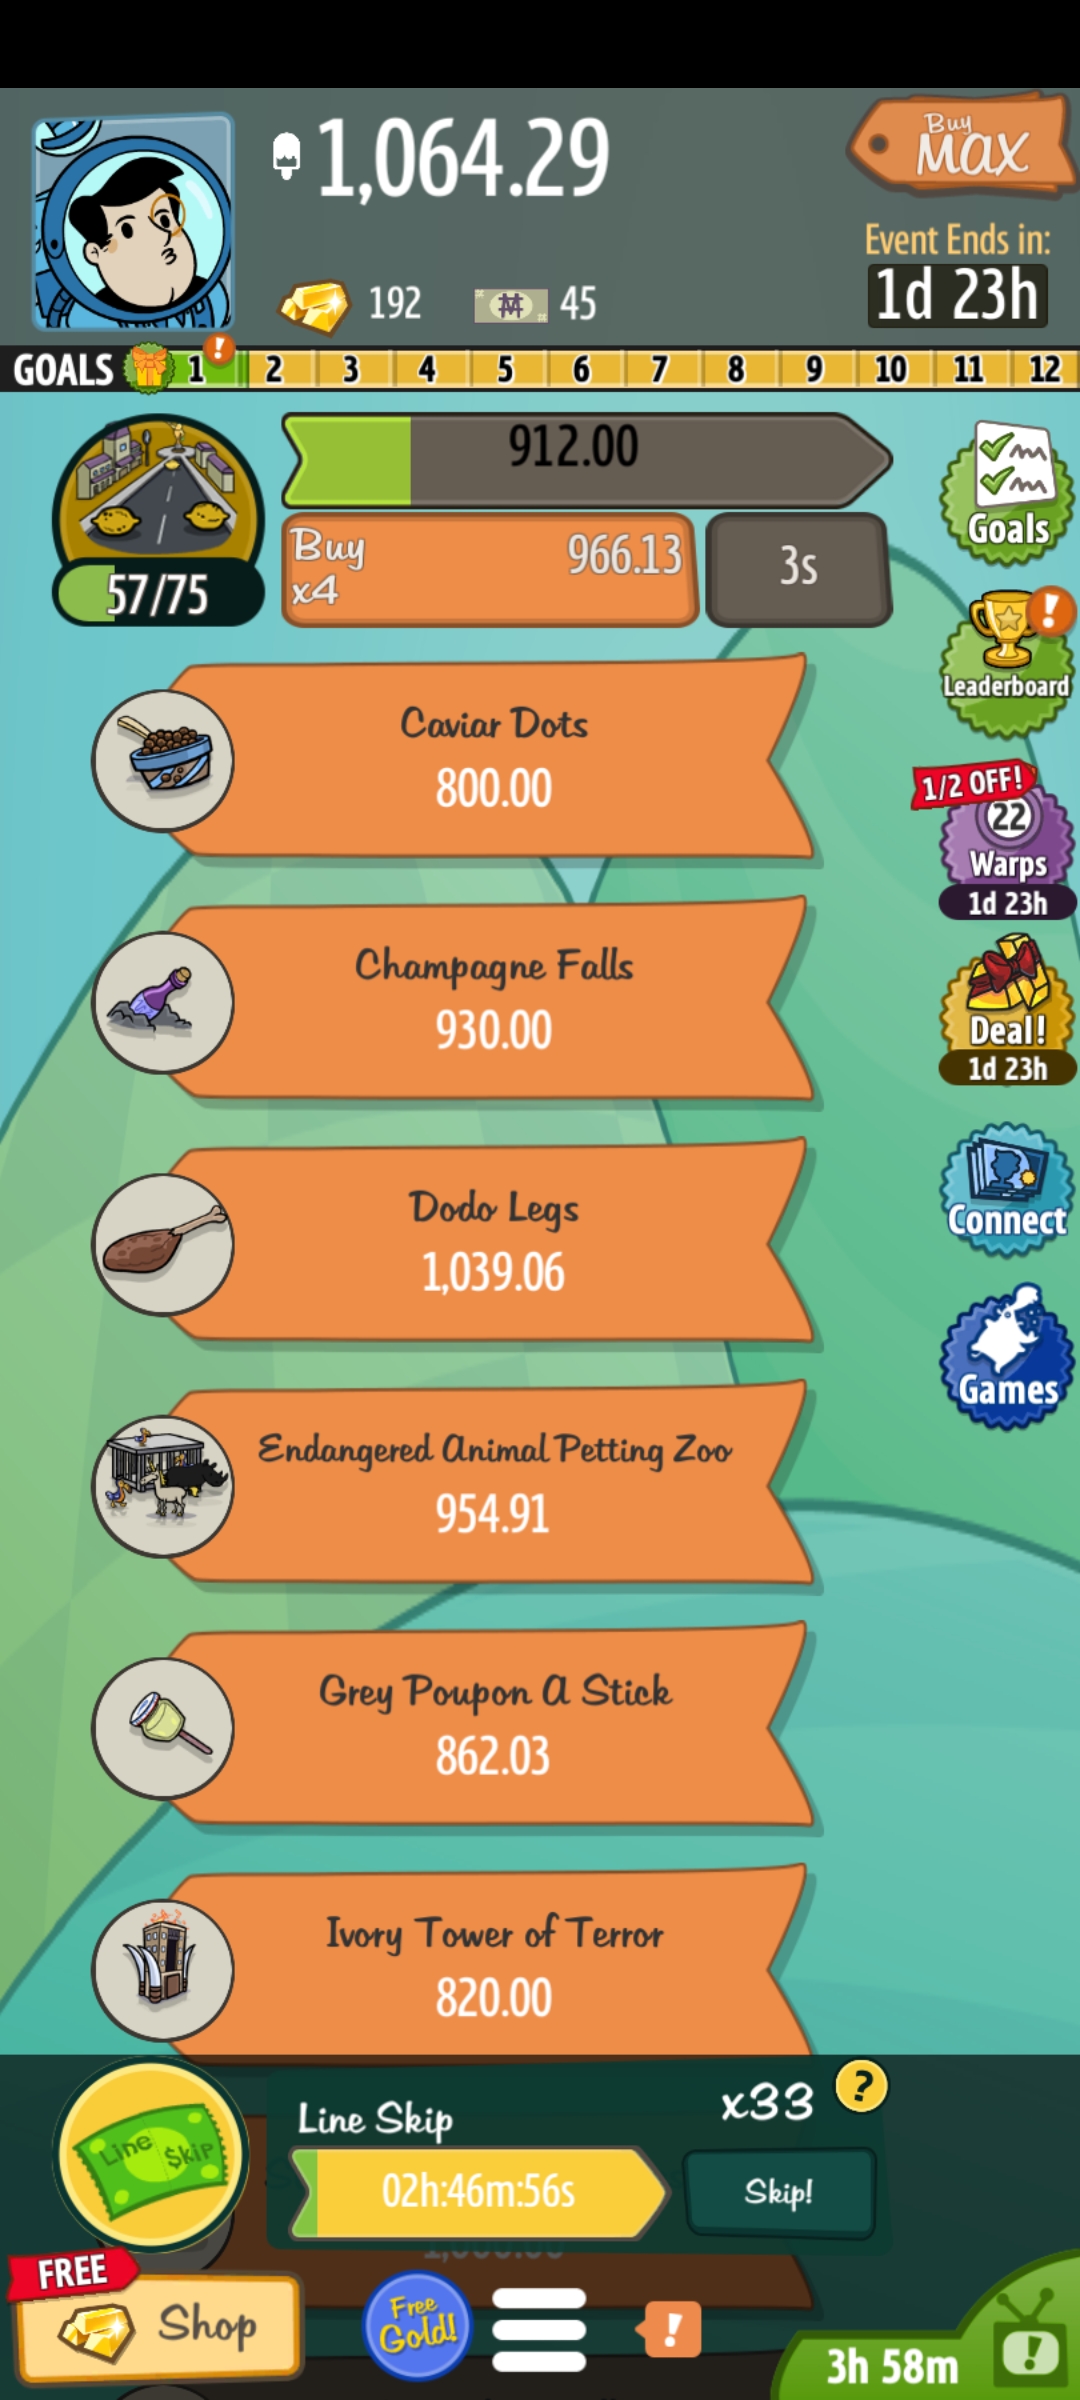 1,064.29
Buy
MAX
Event Ends in:
1d 23h
192
45
GOALS 1 ! 2 3 4 5 6 7 8 9 10 11 12
912.00
Buy
x4
966.13
3s
57/75
Goals
!
Leaderboard
Caviar Dots
800.00
1/2 OFF!
22
Warps
1d 23h
Champagne Falls
930.00
Deal!
1d 23h
Dodo Legs
1,039.06
Connect
Games
Endangered Animal Petting Zoo
954.91
Grey Poupon A Stick
862.03
Ivory Tower of Terror
820.00
Line $kip
Line Skip
x33
?
02h:46m:56s
Skip!
FREE
Shop
Free
Gold!
!
3h 58m
!